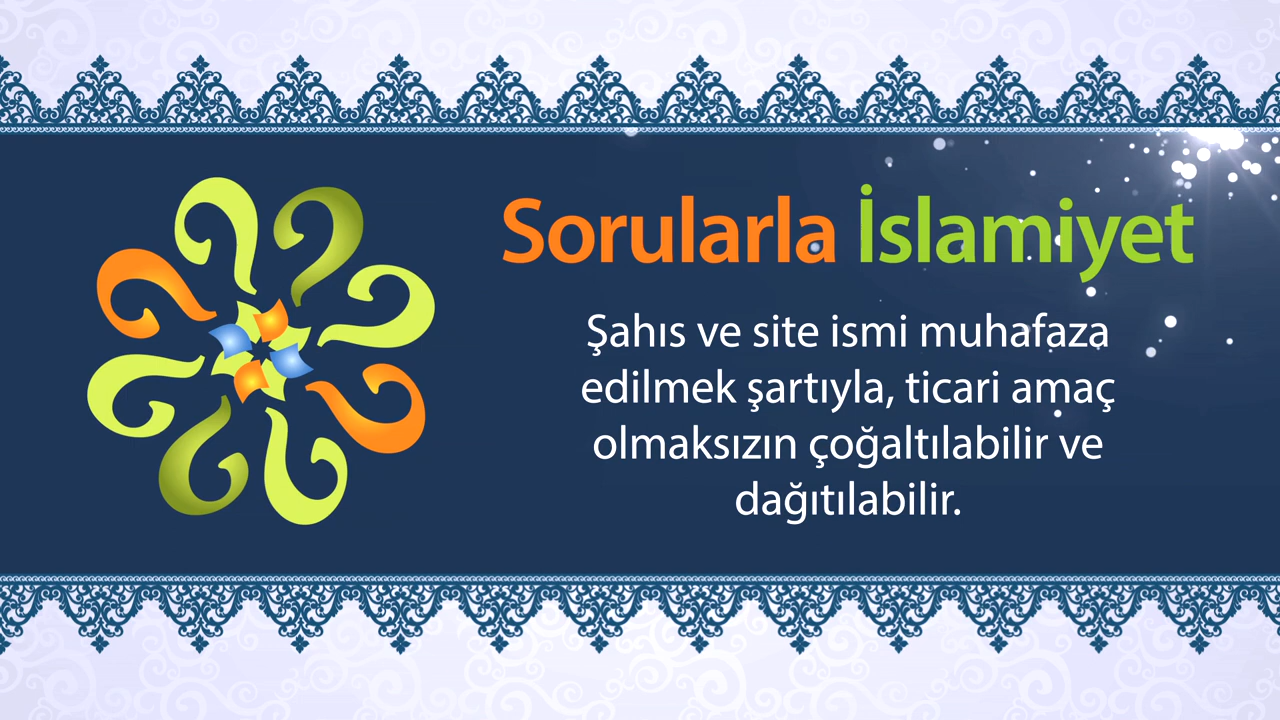 Sorularla İslamiyet
Şahıs ve site ismi muhafaza
edilmek şartıyla, ticari amaç
olmaksızın çoğaltılabilir ve
dağıtılabilir.